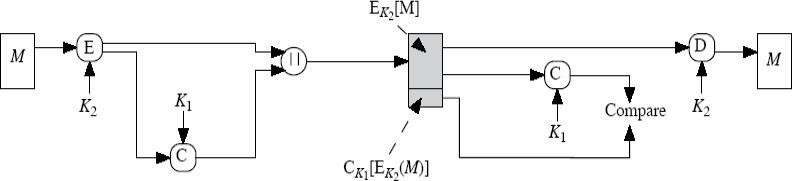 E_{K_2}[M]
M
E
||
D
M
C
K_2
K_1
K_2
Compare
K_1
C
C_{K_1}[E_{K_2}(M)]